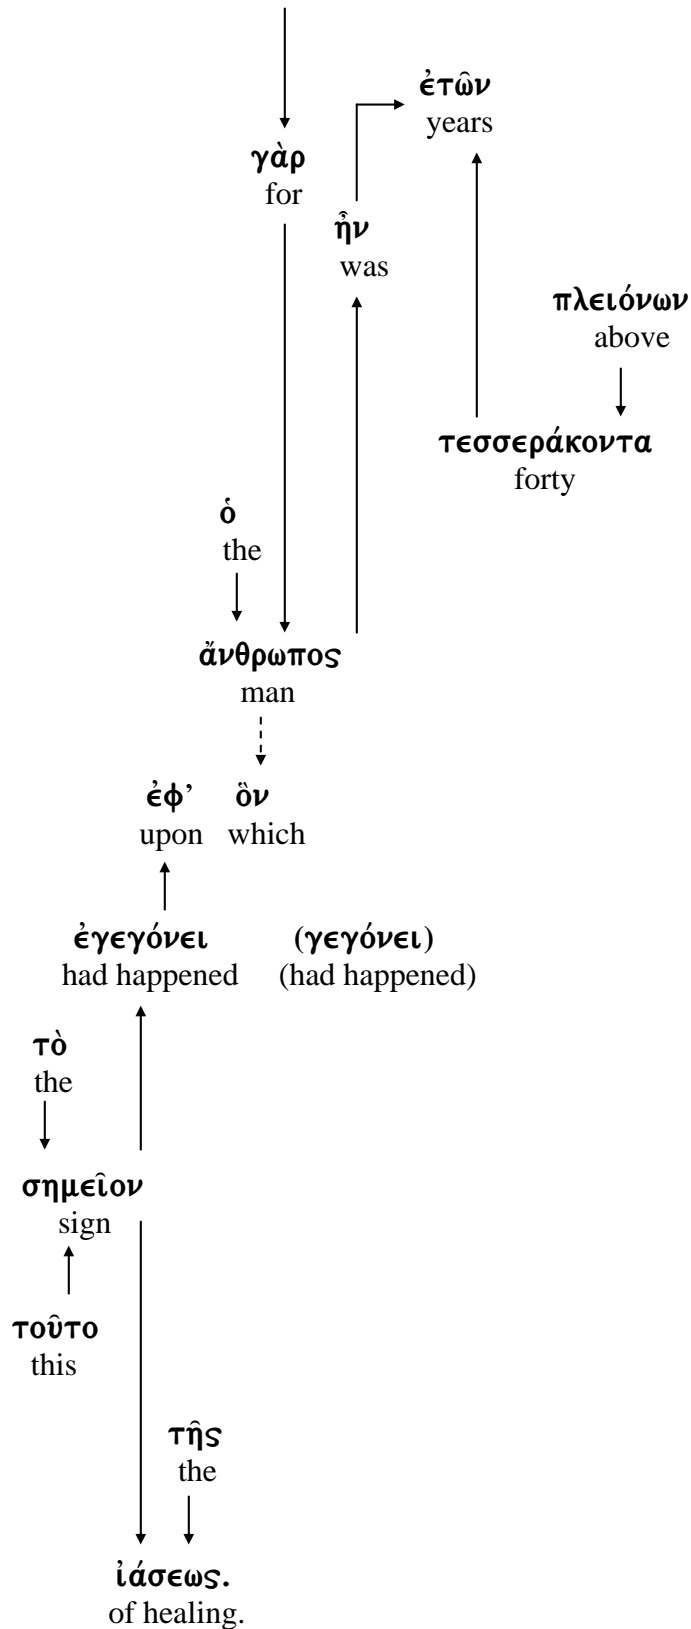 ἐτῶν
years
γὰρ
for
ἦν
was
πλειόνων
above
τεσσεράκοντα
forty
ὁ
the
ἄνθρωπος
man
ἐφ’ ὃν
upon which
ἐγεγόνει (γεγόνει)
had happened (had happened)
τὸ
the
σημεῖον
sign
τοῦτο
this
τῆς
the
ἰάσεως.
of healing.